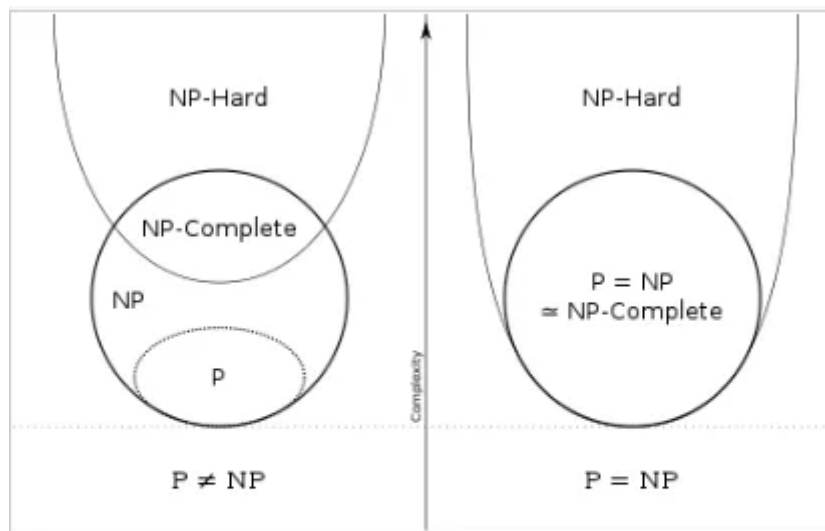 NP-Hard
NP-Complete
NP
P
P ≠ NP
Complexity
NP-Hard
P = NP
≃ NP-Complete
P = NP